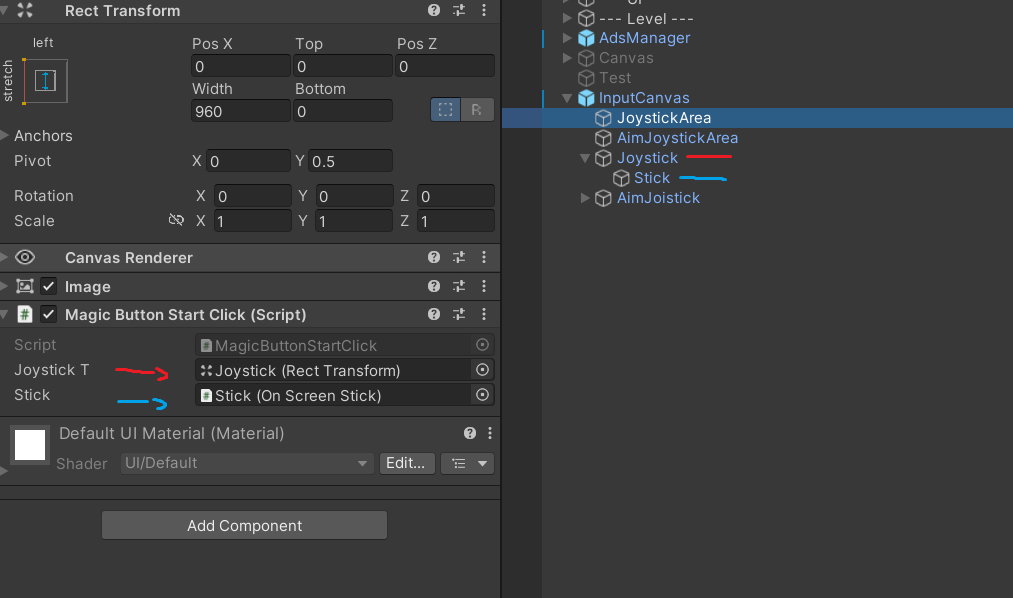 Rect Transform
left
stretch
Pos X Top Pos Z
0 0 0
Width Bottom
960 0
R
Anchors
Pivot X 0 Y 0.5
Rotation X 0 Y 0 Z 0
Scale X 1 Y 1 Z 1
Canvas Renderer
Image
# Magic Button Start Click (Script)
Script MagicButtonStartClick
Joystick T Joystick (Rect Transform)
Stick # Stick (On Screen Stick)
Default UI Material (Material)
Shader UI/Default Edit...
Add Component
--- Level ---
AdsManager
Canvas
Test
InputCanvas
JoystickArea
AimJoystickArea
Joystick
Stick
AimJoistick